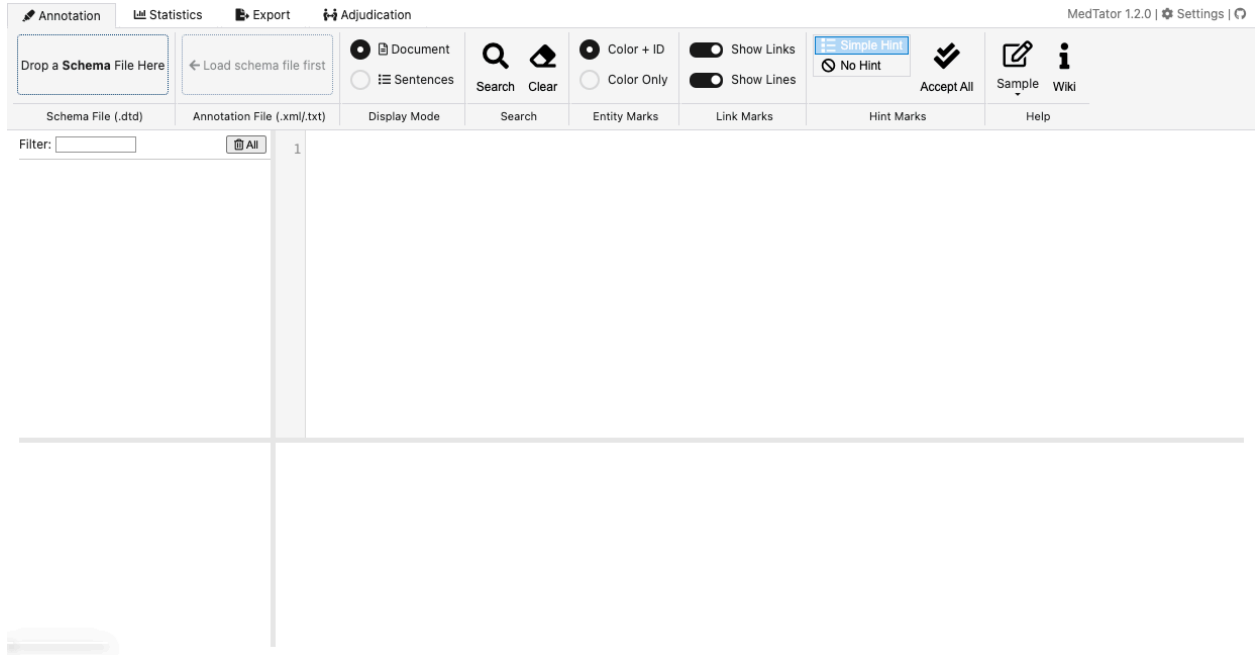 Annotation Statistics Export Adjudication MedTator 1.2.0 | Settings |
Drop a Schema File Here
Load schema file first
Document
Sentences
Search Clear
Color + ID
Color Only
Show Links
Show Lines
Simple Hint
No Hint
Accept All
Sample Wiki
Schema File (.dtd) Annotation File (.xml/.txt) Display Mode Search Entity Marks Link Marks Hint Marks Help
Filter: All
1